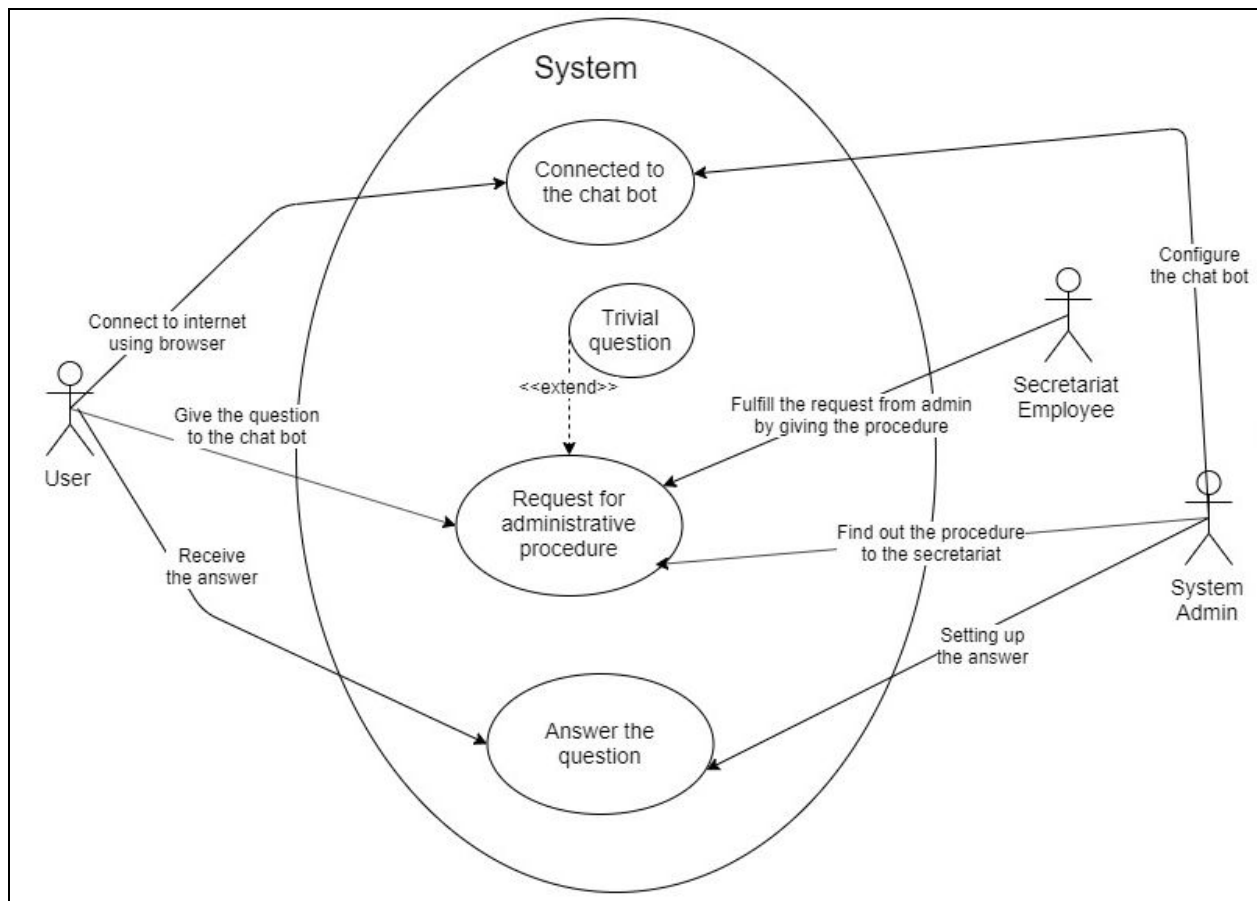 System
Connected to
the chat bot
Configure
the chat bot
Connect to internet
using browser
Trivial
question
<<extend>>
Secretariat
Employee
Give the question
to the chat bot
Fulfill the request from admin
by giving the procedure
User
Request for
administrative
procedure
Find out the procedure
to the secretariat
Receive
the answer
System
Admin
Setting up
the answer
Answer the
question